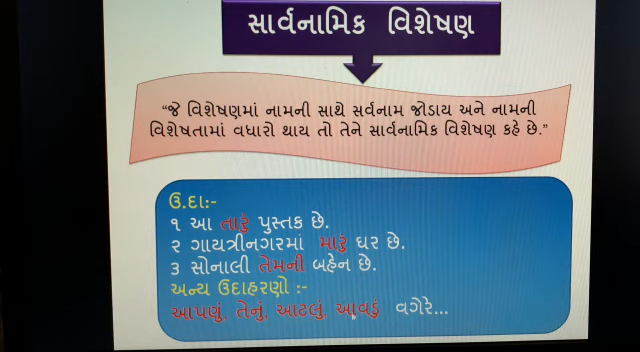 સાર્વનામિક વિશેષણ
“જે વિશેષણમાં નામની સાથે સર્વનામ જોડાય અને નામની
વિશેષતામાં વધારો થાય તો તેને સાર્વનામિક વિશેષણ કહે છે.”
ઉ.દા:-
૧ આ તારું પુસ્તક છે.
૨ ગાયત્રીનગરમાં મારું ઘર છે.
૩ સોનાલી તેમની બહેન છે.
અન્ય ઉદાહરણો :-
આપણું, તેનું, આટલું, આવડું વગેરે...